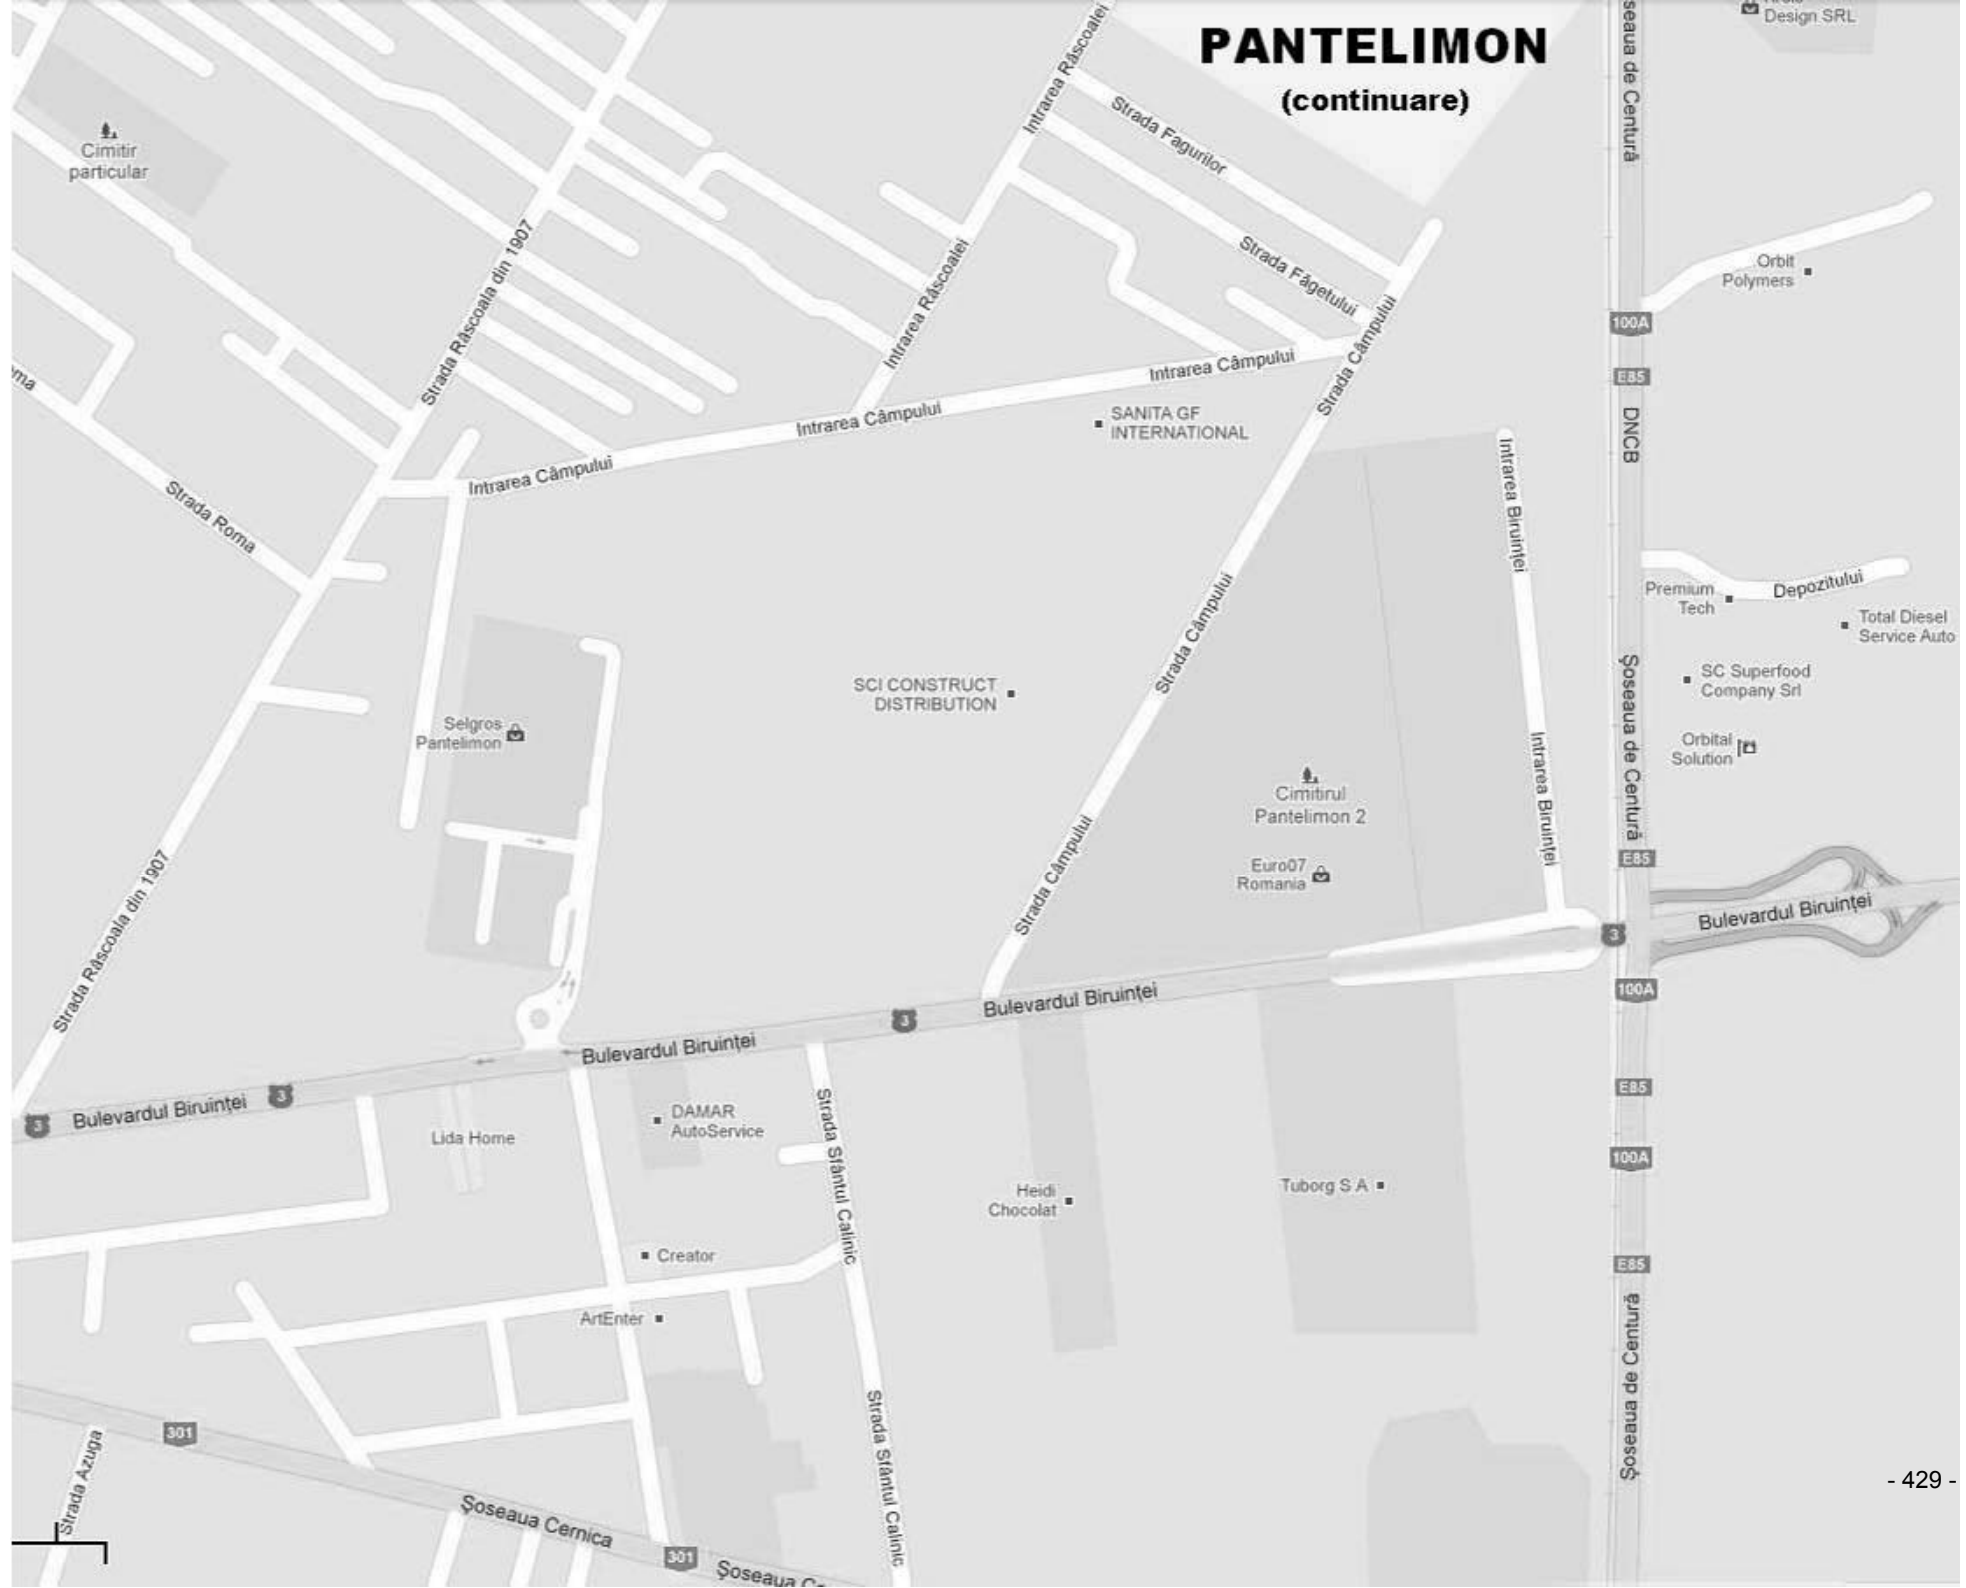 PANTELIMON
(continuare)
Design SRL
Șoseaua de Centură
Intrarea Răscoalei
Strada Fagurilor
Cimitir
particular
Strada Răscoala din 1907
Intrarea Răscoalei
Strada Făgetului
Orbit
Polymers
100A
Strada Câmpului
Intrarea Câmpului
E85
Intrarea Câmpului
SANITA GF
INTERNATIONAL
DNCB
Intrarea Câmpului
Intrarea Biruinței
Strada Roma
Strada Câmpului
Premium
Tech
Depozitului
Total Diesel
Service Auto
SCI CONSTRUCT
DISTRIBUTION
Șoseaua de Centură
SC Superfood
Company Srl
Selgros
Pantelimon
Orbital
Solution
Intrarea Biruinței
Cimitirul
Pantelimon 2
Strada Câmpului
Euro07
Romania
E85
Strada Răscoala din 1907
Bulevardul Biruinței
3
100A
Bulevardul Biruinței
3
Bulevardul Biruinței
E85
3
Bulevardul Biruinței
3
DAMAR
AutoService
Lida Home
Strada Sfântul Calinic
100A
Heidi
Chocolat
Tuborg S A
Creator
E85
ArtEnter
Șoseaua de Centură
301
Strada Azuga
Strada Sfântul Calinic
- 429 -
Șoseaua Cernica
301
Șoseaua